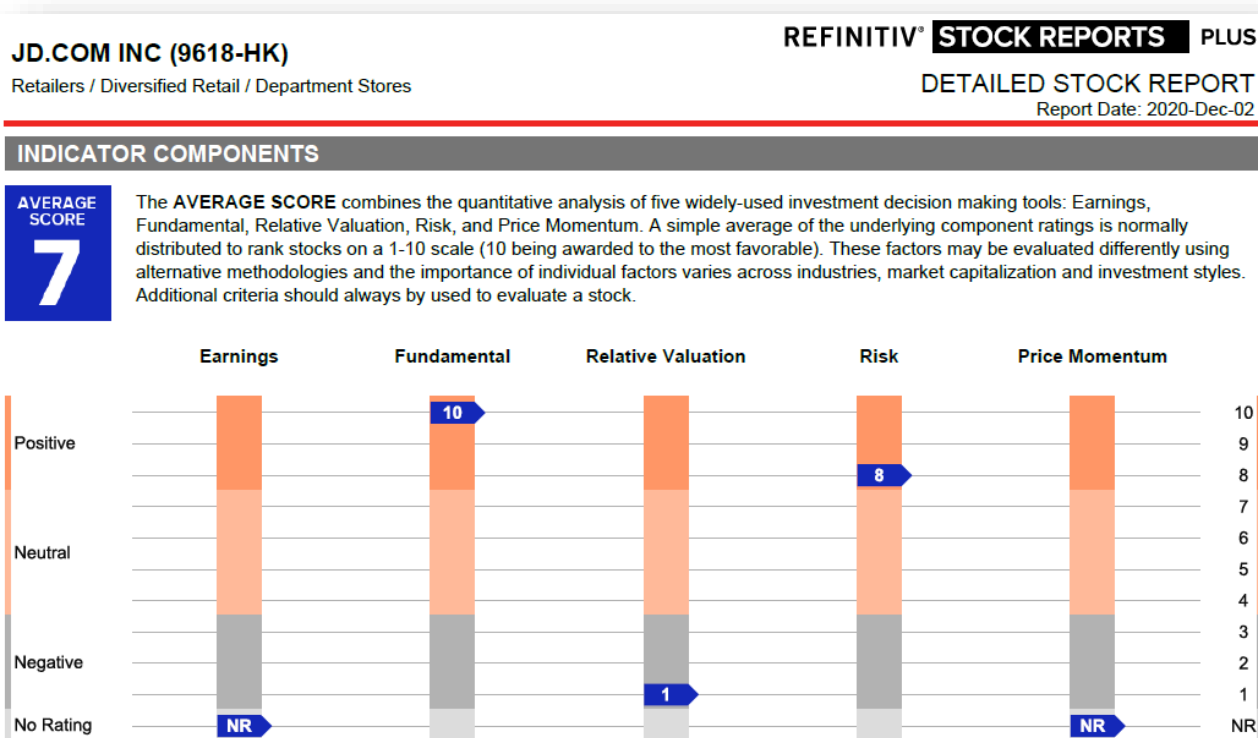 JD.COM INC (9618-HK)
REFINITIV® STOCK REPORTS PLUS
Retailers / Diversified Retail / Department Stores
DETAILED STOCK REPORT
Report Date: 2020-Dec-02
INDICATOR COMPONENTS
AVERAGE
SCORE
7
The AVERAGE SCORE combines the quantitative analysis of five widely-used investment decision making tools: Earnings,
Fundamental, Relative Valuation, Risk, and Price Momentum. A simple average of the underlying component ratings is normally
distributed to rank stocks on a 1-10 scale (10 being awarded to the most favorable). These factors may be evaluated differently using
alternative methodologies and the importance of individual factors varies across industries, market capitalization and investment styles.
Additional criteria should always by used to evaluate a stock.
Earnings Fundamental Relative Valuation Risk Price Momentum
10 10
Positive 9
8 8
7
Neutral 6
5
4
3
Negative 2
1 1
No Rating NR NR NR